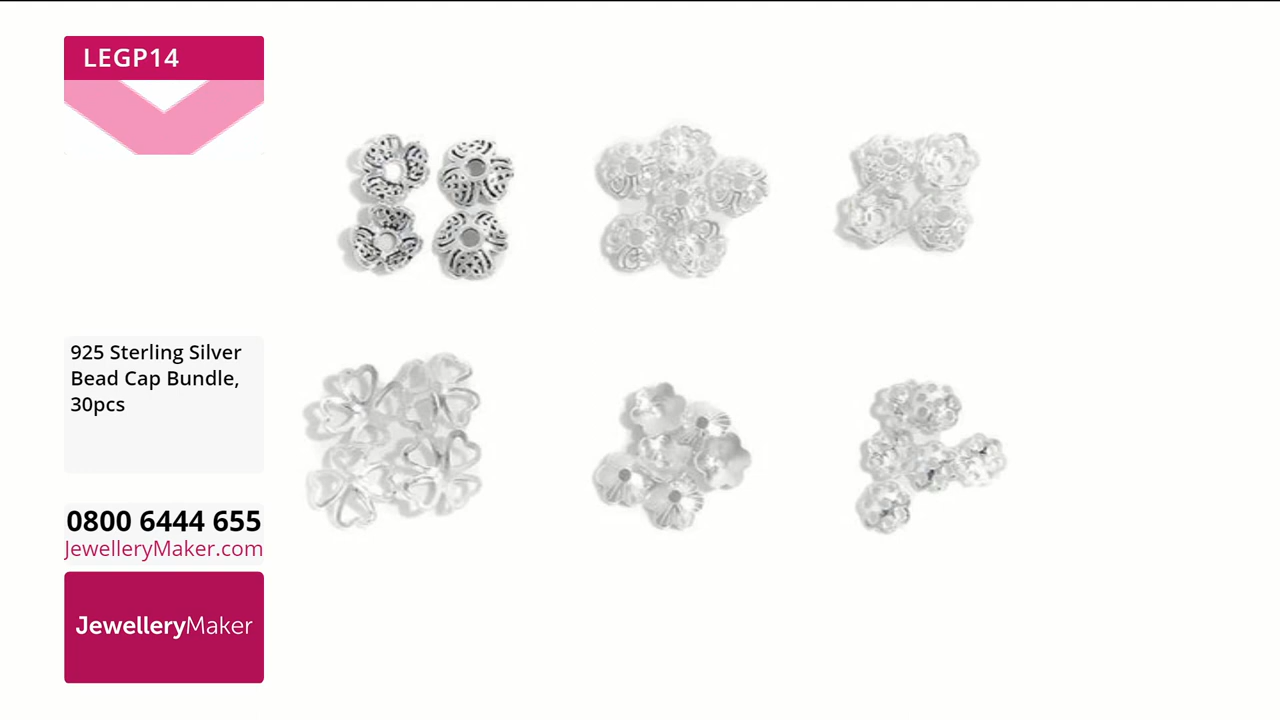 LEGP14
925 Sterling Silver
Bead Cap Bundle,
30pcs
0800 6444 655
JewelleryMaker.com
JewelleryMaker